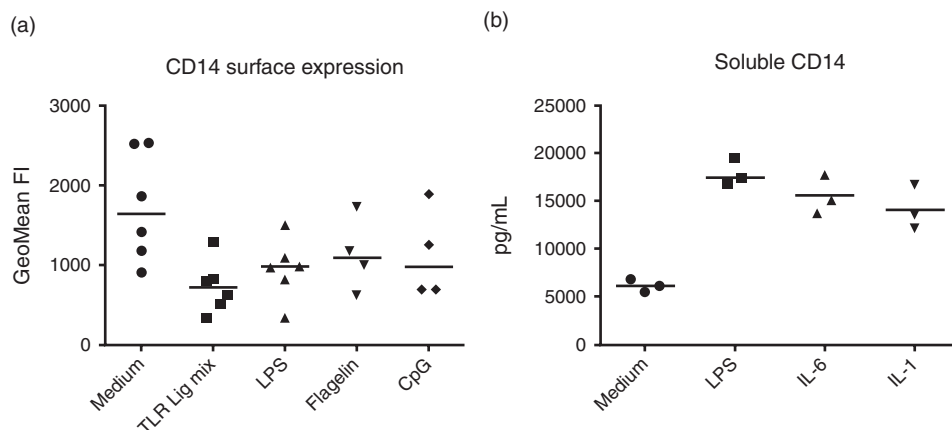 (a)
CD14 surface expression
GeoMean FI
3000
2000
1000
0
Medium
TLR Lig mix
LPS
Flagelin
CpG
(b)
Soluble CD14
pg/mL
25000
20000
15000
10000
5000
0
Medium
LPS
IL-6
IL-1